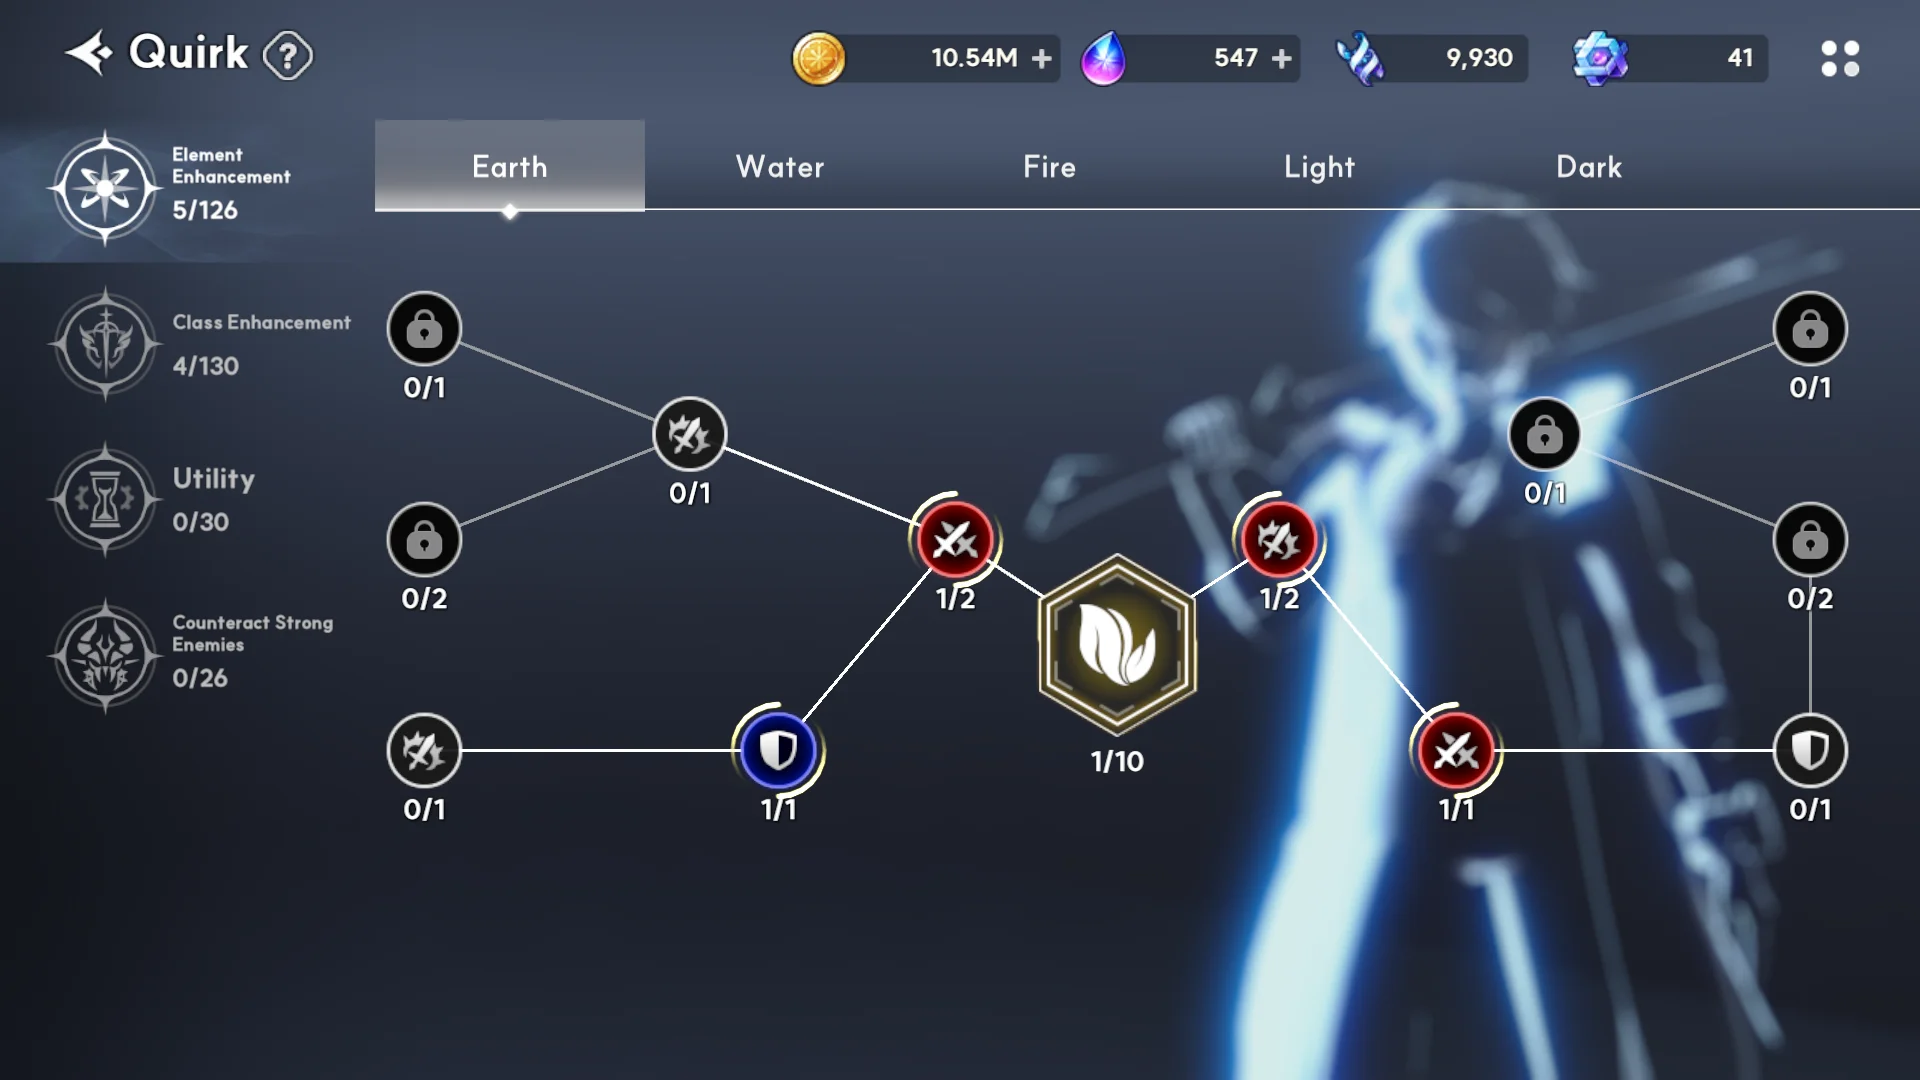 Quirk ?
10.54M +
547 +
9,930
41
Element
Enhancement
5/126
Class Enhancement
4/130
Utility
0/30
Counteract Strong
Enemies
0/26
Earth
Water
Fire
Light
Dark
0/1
0/1
0/1
0/1
0/2
1/2
1/2
0/2
1/10
0/1
1/1
1/1
0/1